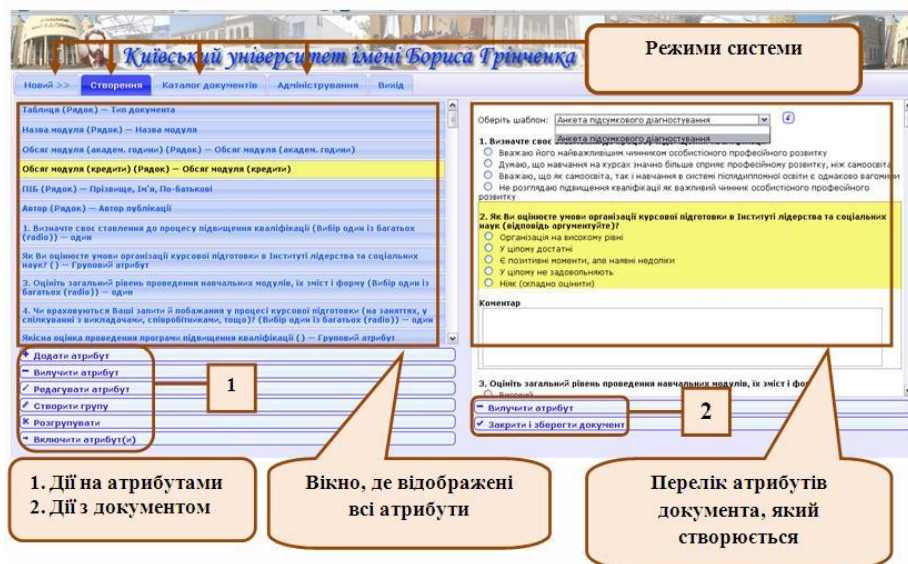 Київський університет імені Бориса Грінченка
Режими системи
Новий >> Створення Каталог документів Адміністрування Вихід
Таблиця (Рядок) — Тип документа
Назва модуля (Рядок) — Назва модуля
Обсяг модуля (академ. години) (Рядок) — Обсяг модуля (академ. години)
Обсяг модуля (кредити) (Рядок) — Обсяг модуля (кредити)
ПІБ (Рядок) — Прізвище, Ім'я, По-батькові
Автор (Рядок) — Автор публікації
1. Визначте своє ставлення до процесу підвищення кваліфікації (Вибір один із багатьох
(radio)) — один
Як Ви оцінюєте умови організації курсової підготовки в Інституті лідерства та соціальних
наук? () — Груповий атрибут
3. Оцініть загальний рівень проведення навчальних модулів, їх зміст і форму (Вибір один із
багатьох (radio)) — один
4. Чи враховуються Ваші запити й побажання у процесі курсової підготовки (на заняттях, у
спілкуванні з викладачами, співробітниками, тощо)? (Вибір один із багатьох (radio)) — один
Якісна оцінка проведення програми підвищення кваліфікації () — Груповий атрибут
Додати атрибут
Вилучити атрибут
Редагувати атрибут
Створити групу
Розгрупувати
Включити атрибут(и)
1
Оберіть шаблон: Анкета підсумкового діагностування
Анкета підсумкового діагностування
1. Визначте своє
Вважаю його найважливішим чинником особистісного професійного розвитку
Думаю, що навчання на курсах значно більше сприяє професійному розвитку, ніж самоосвіта
Вважаю, що як самоосвіта, так і навчання в системі післядипломної освіти є однаково вагомими
Не розглядаю підвищення кваліфікації як важливий чинник особистісного професійного
розвитку
2. Як Ви оцінюєте умови організації курсової підготовки в Інституті лідерства та соціальних
наук (відповідь аргументуйте)?
Організація на високому рівні
У цілому достатні
Є позитивні моменти, але наявні недоліки
У цілому не задовольняють
Ніяк (складно оцінити)
Коментар
3. Оцініть загальний рівень проведення навчальних модулів, їх зміст і форму
Високий
Вилучити атрибут
Закрити і зберегти документ
2
1. Дії на атрибутами
2. Дії з документом
Вікно, де відображені
всі атрибути
Перелік атрибутів
документа, який
створюється